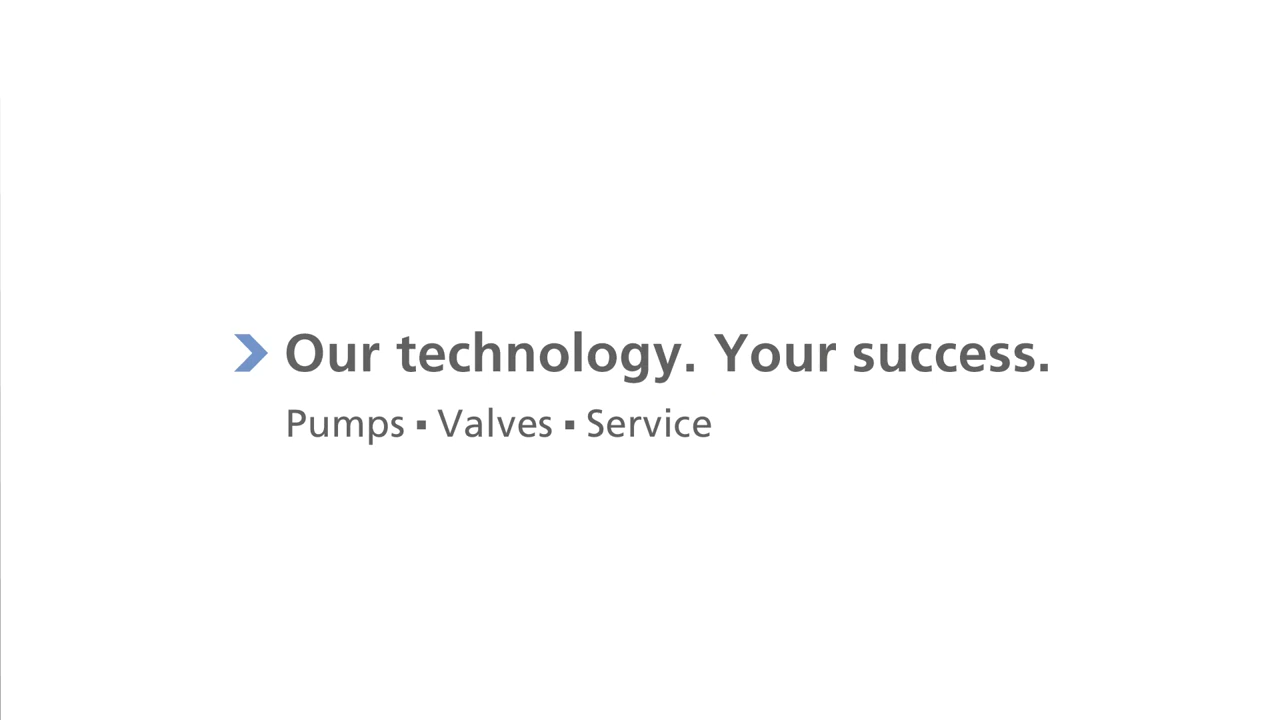 Our technology. Your success.
Pumps ▪ Valves ▪ Service